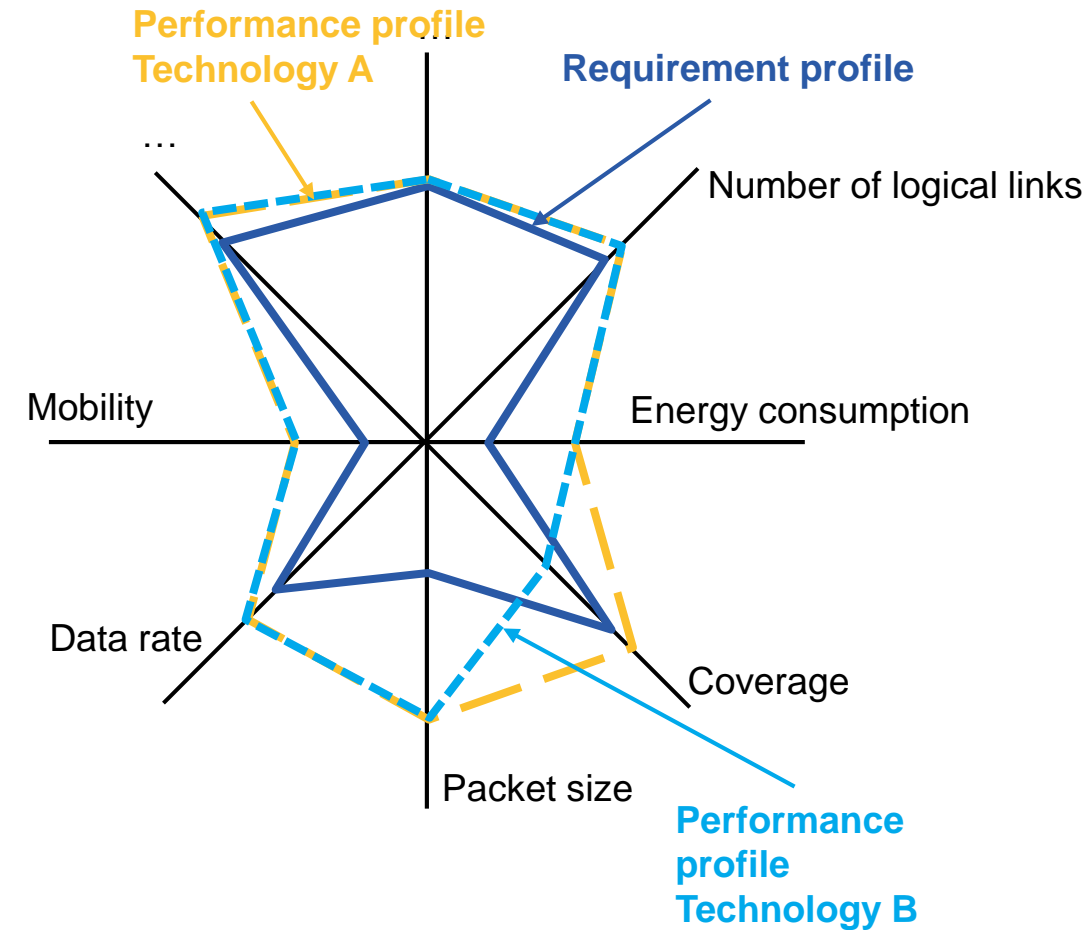 Performance profile
Technology A
…
Requirement profile
…
Number of logical links
Mobility
Energy consumption
Data rate
Coverage
Packet size
Performance
profile
Technology B